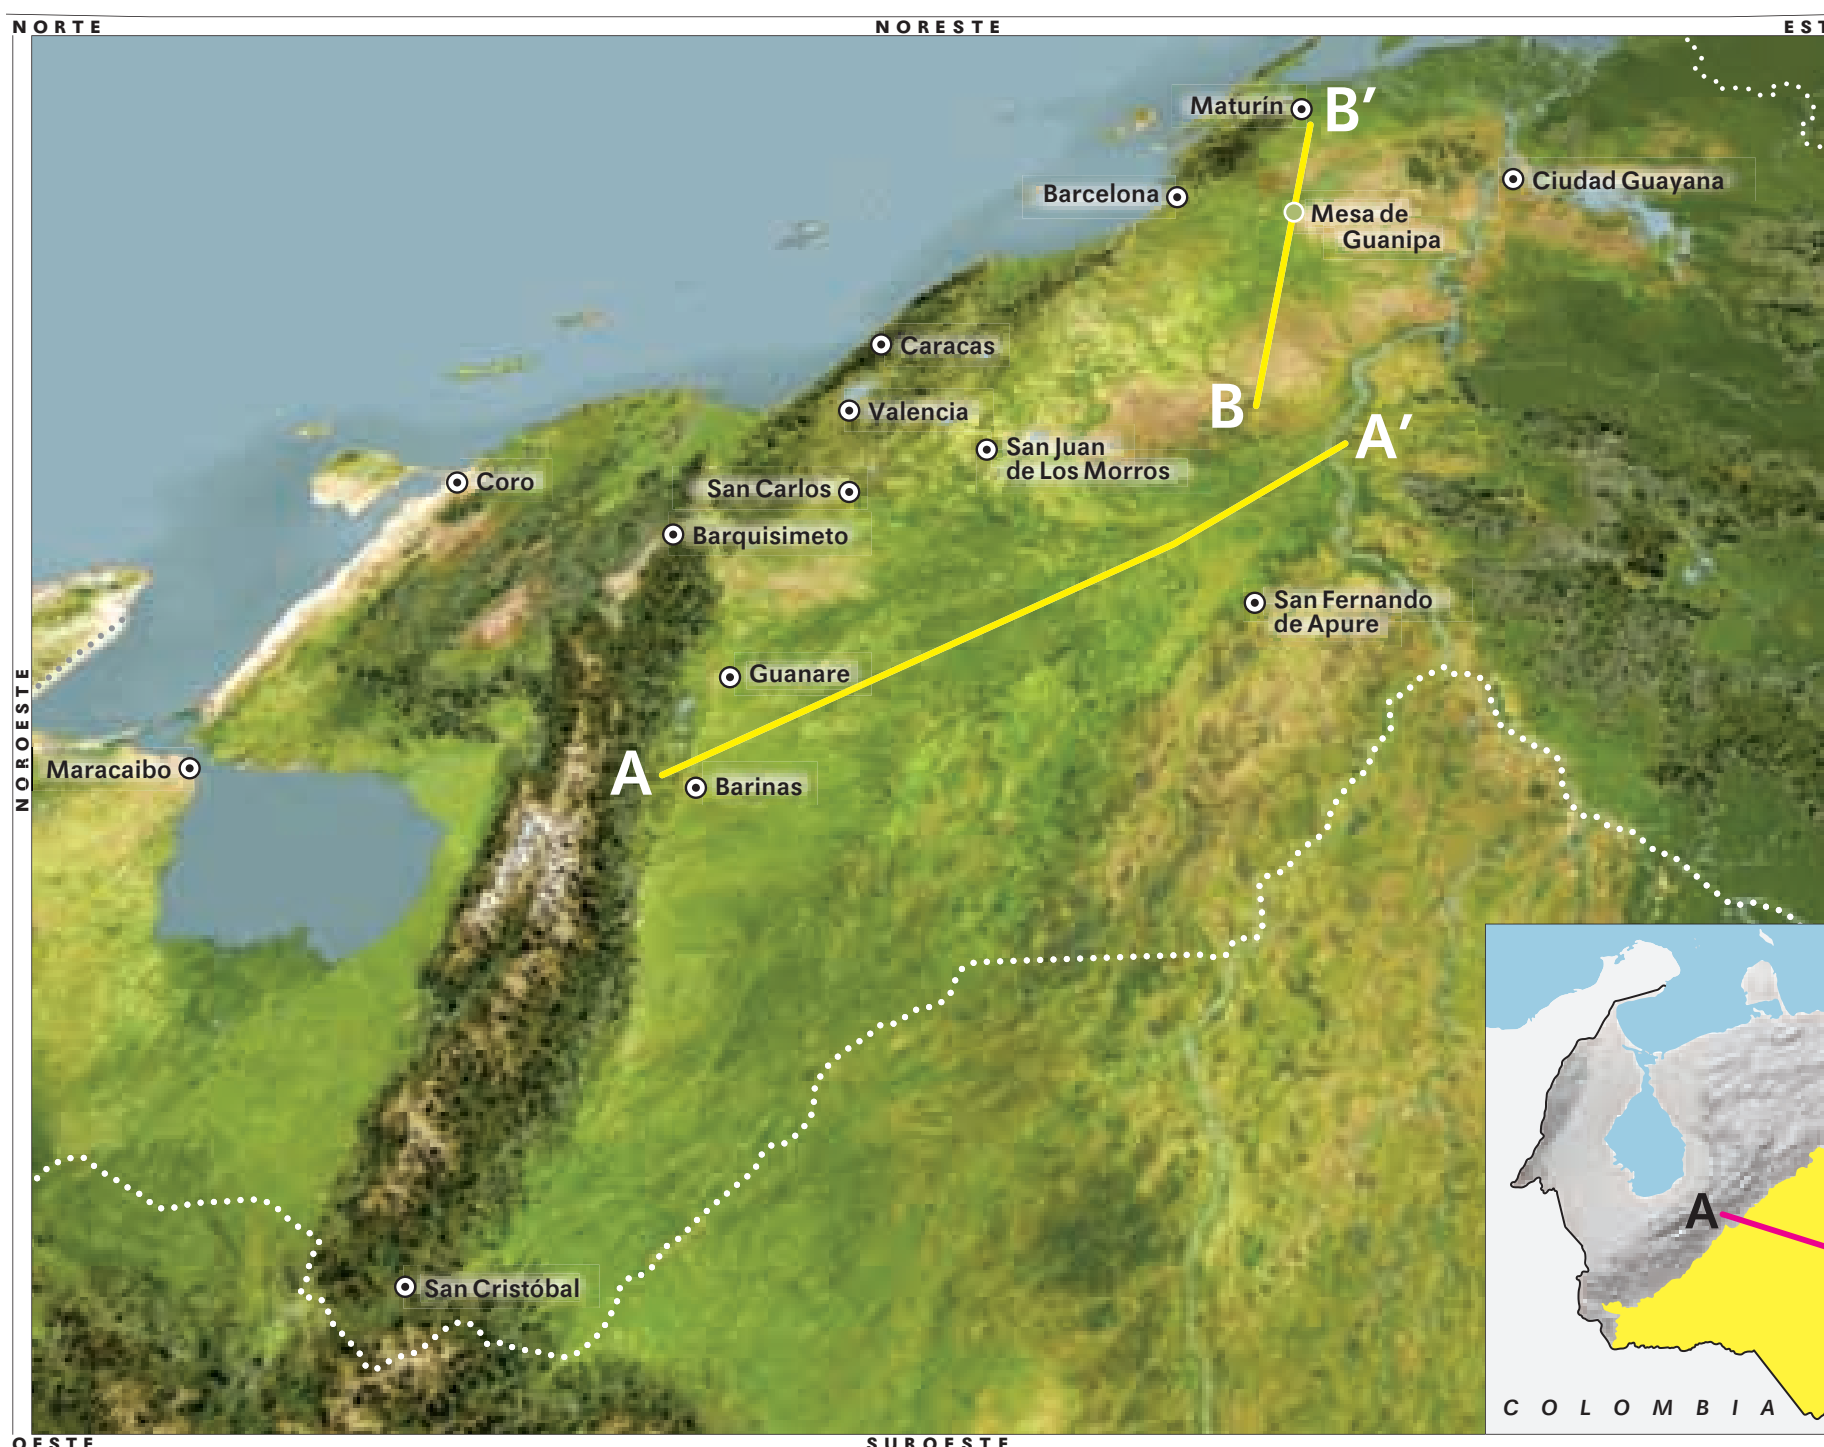 NORTE
NORESTE
EST
Maturín
B′
Barcelona
Ciudad Guayana
Mesa de
Guanipa
Caracas
Valencia
B
A′
San Juan
de Los Morros
Coro
San Carlos
Barquisimeto
San Fernando
de Apure
Guanare
NOROESTE
Maracaibo
A
Barinas
A
San Cristóbal
COLOMBIA
OESTE
SUROESTE